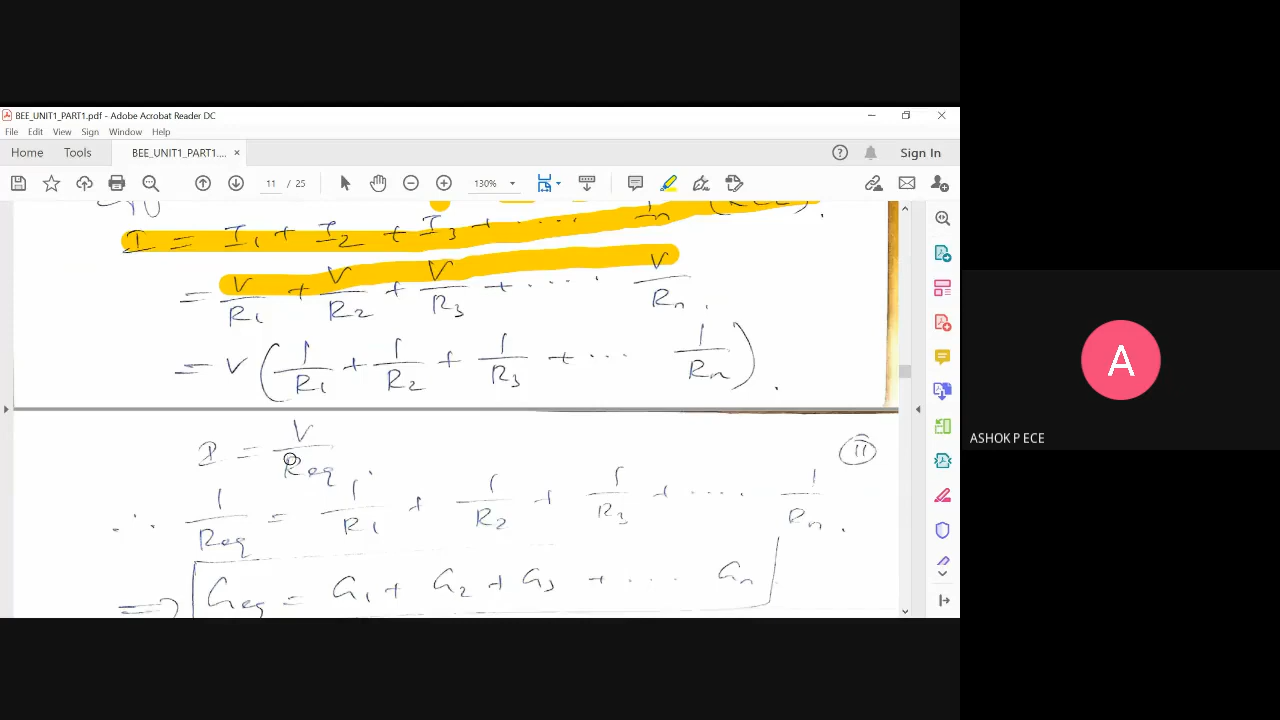 BEE_UNIT1_PART1.pdf - Adobe Acrobat Reader DC
File Edit View Sign Window Help
Home Tools BEE_UNIT1_PART1.... × Sign In
11 / 25 130%
(KCL).
I = I1 + I2 + I3 + .... In
= V/R1 + V/R2 + V/R3 + .... V/Rn.
= V (1/R1 + 1/R2 + 1/R3 + ... 1/Rn).
I = V/Req.
11
∴ 1/Req = 1/R1 + 1/R2 + 1/R3 + .... 1/Rn.
=> Geq = G1 + G2 + G3 + .... Gn
A
ASHOK P ECE